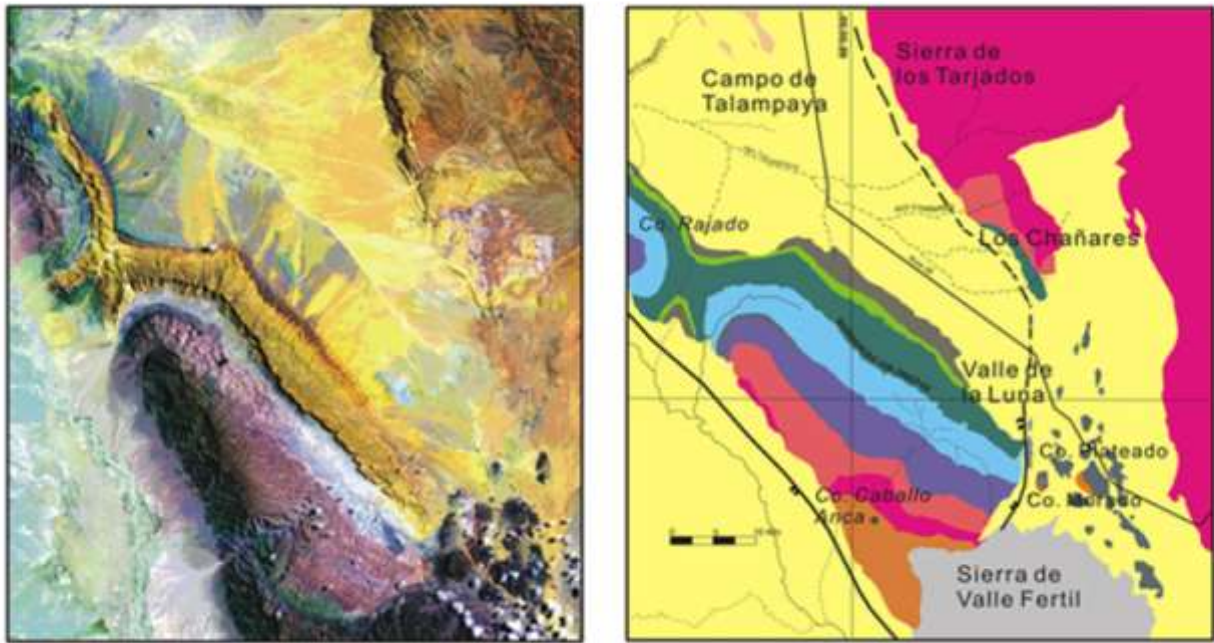 Sierra de
los Tarjados
Campo de
Talampaya
Co. Rajado
Los Chañares
Valle de
la Luna
Co. Plateado
Co. Caballo
Anca
Co. Morado
Sierra de
Valle Fertil